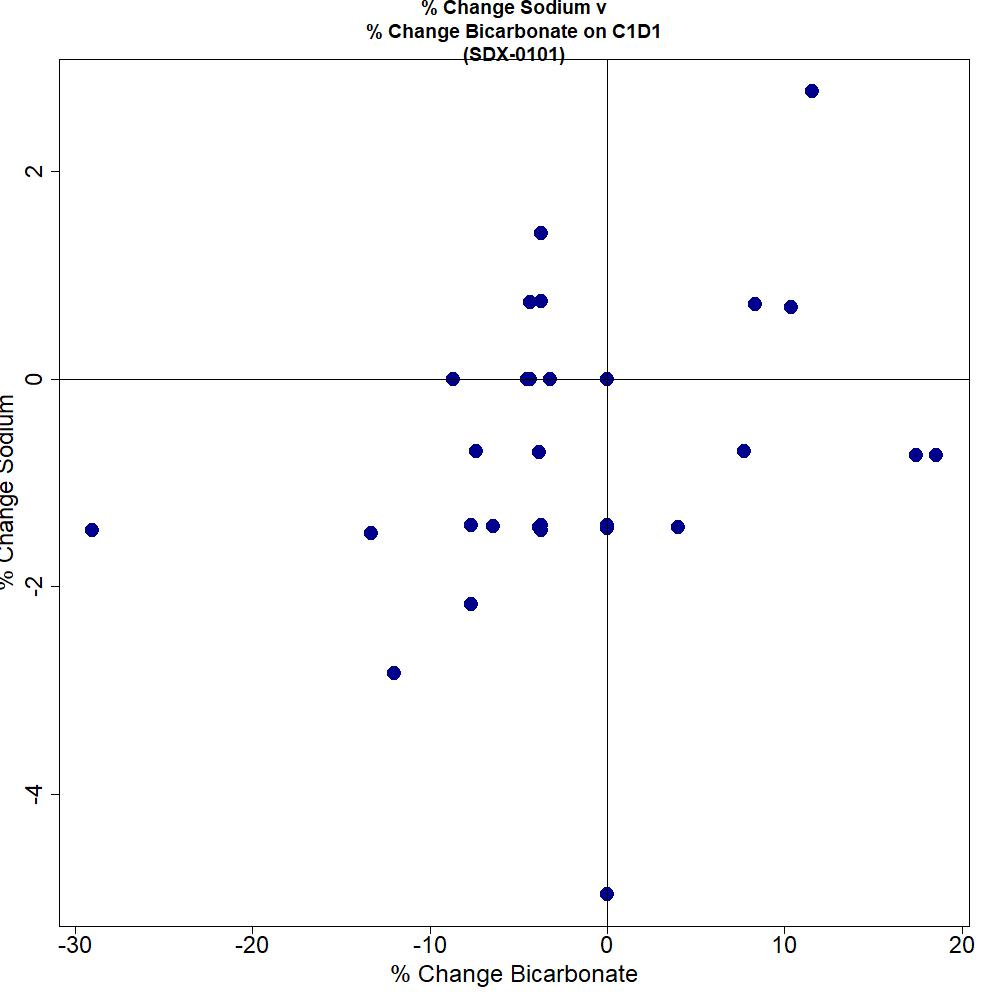 % Change Sodium v
% Change Bicarbonate on C1D1
(SDX-0101)
% Change Sodium
2
0
-2
-4
-30 -20 -10 0 10 20
% Change Bicarbonate